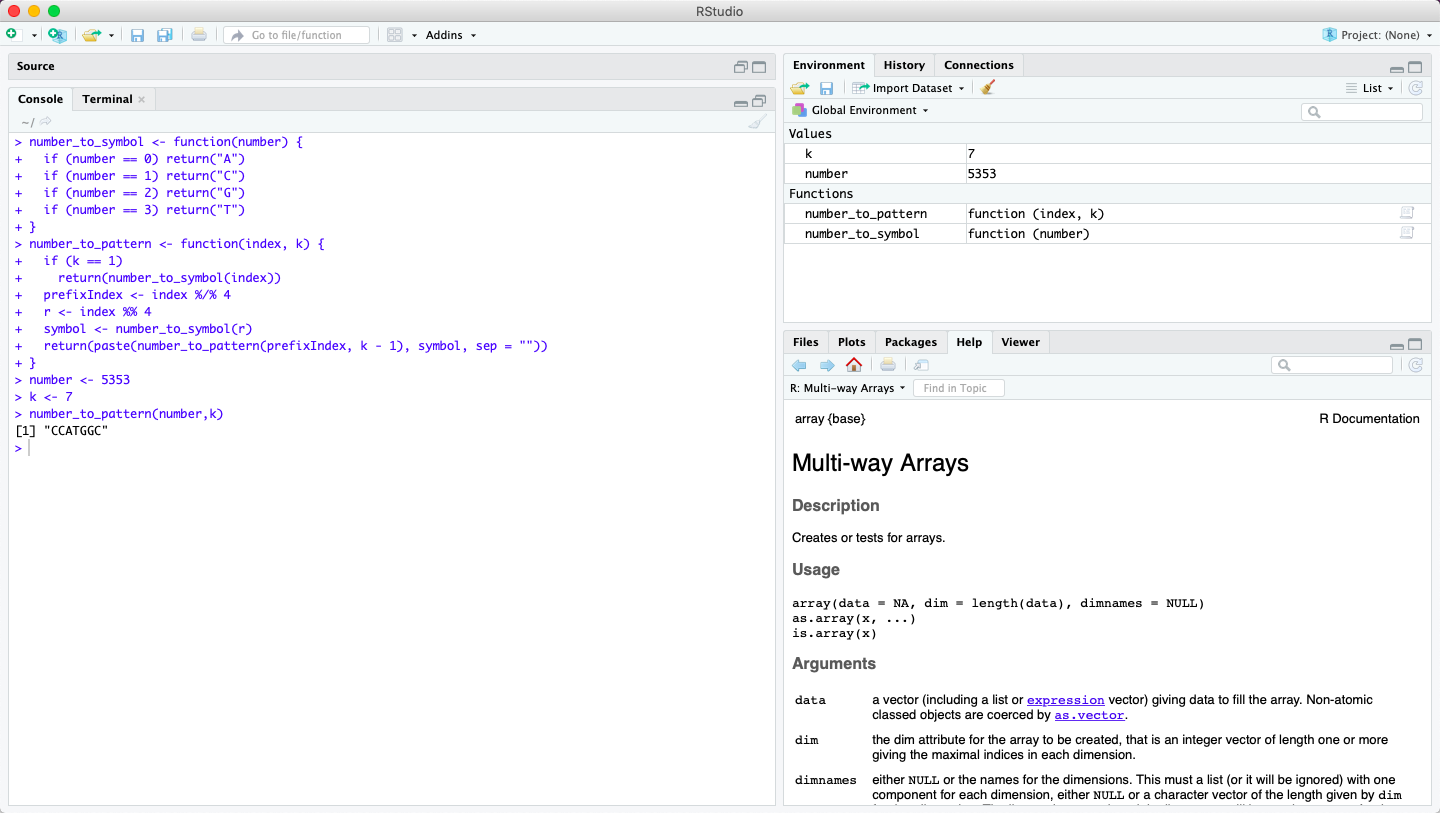 RStudio
Go to file/function
Addins
Project: (None)
Source
Console Terminal
~/
> number_to_symbol <- function(number) {
+   if (number == 0) return("A")
+   if (number == 1) return("C")
+   if (number == 2) return("G")
+   if (number == 3) return("T")
+ }
> number_to_pattern <- function(index, k) {
+   if (k == 1)
+     return(number_to_symbol(index))
+   prefixIndex <- index %/% 4
+   r <- index %% 4
+   symbol <- number_to_symbol(r)
+   return(paste(number_to_pattern(prefixIndex, k - 1), symbol, sep = ""))
+ }
> number <- 5353
> k <- 7
> number_to_pattern(number,k)
[1] "CCATGGC"
>
Environment History Connections
Import Dataset List
Global Environment
Values
k 7
number 5353
Functions
number_to_pattern function (index, k)
number_to_symbol function (number)
Files Plots Packages Help Viewer
R: Multi-way Arrays Find in Topic
array {base} R Documentation
Multi-way Arrays
Description
Creates or tests for arrays.
Usage
array(data = NA, dim = length(data), dimnames = NULL)
as.array(x, ...)
is.array(x)
Arguments
data a vector (including a list or expression vector) giving data to fill the array. Non-atomic
classed objects are coerced by as.vector.
dim the dim attribute for the array to be created, that is an integer vector of length one or more
giving the maximal indices in each dimension.
dimnames either NULL or the names for the dimensions. This must a list (or it will be ignored) with one
component for each dimension, either NULL or a character vector of the length given by dim